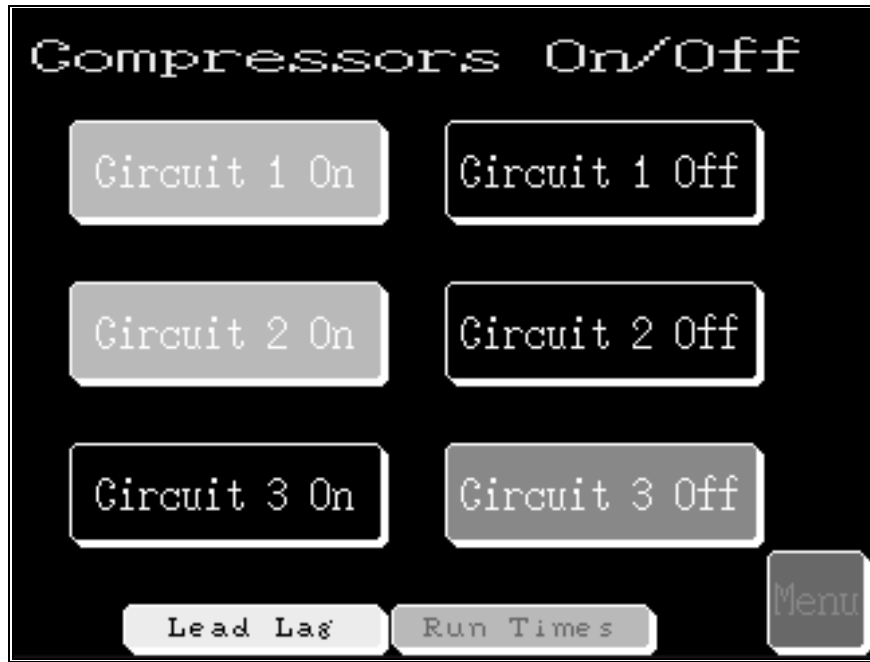 Compressors On/Off
Circuit 1 On Circuit 1 Off
Circuit 2 On Circuit 2 Off
Circuit 3 On Circuit 3 Off
Menu
Lead Lag Run Times